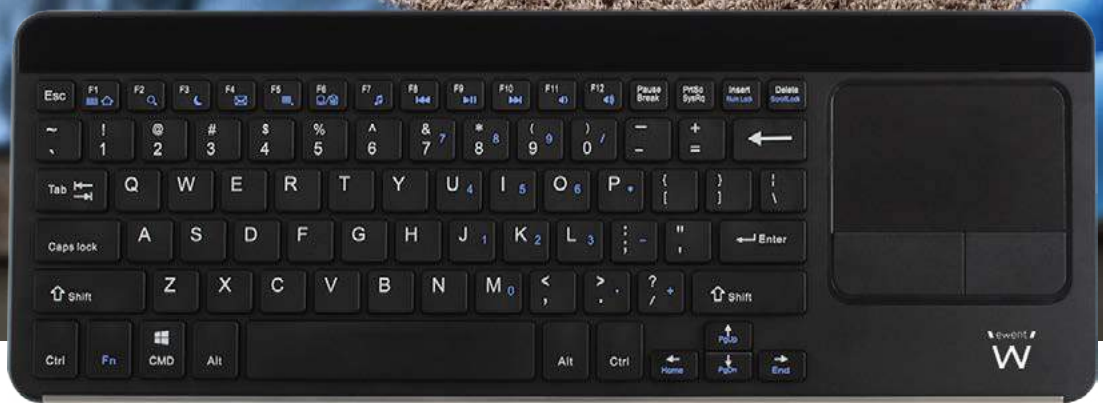 Esc F1 F2 F3 F4 F5 F6 F7 F8 F9 F10 F11 F12 Pause Break PrtSc SysRq Insert Num Lock Delete ScrollLock
~ ` ! 1 @ 2 # 3 $ 4 % 5 ^ 6 & 7 7 * 8 8 ( 9 9 ) 0 / _ - + =
Tab Q W E R T Y U 4 I 5 O 6 P * { [ } ] ¦ \
Caps lock A S D F G H J 1 K 2 L 3 : ; - " ' Enter
Shift Z X C V B N M 0 < , > . . ? / + Shift
Ctrl Fn CMD Alt Alt Ctrl Home PgUp PgDn End
ewent